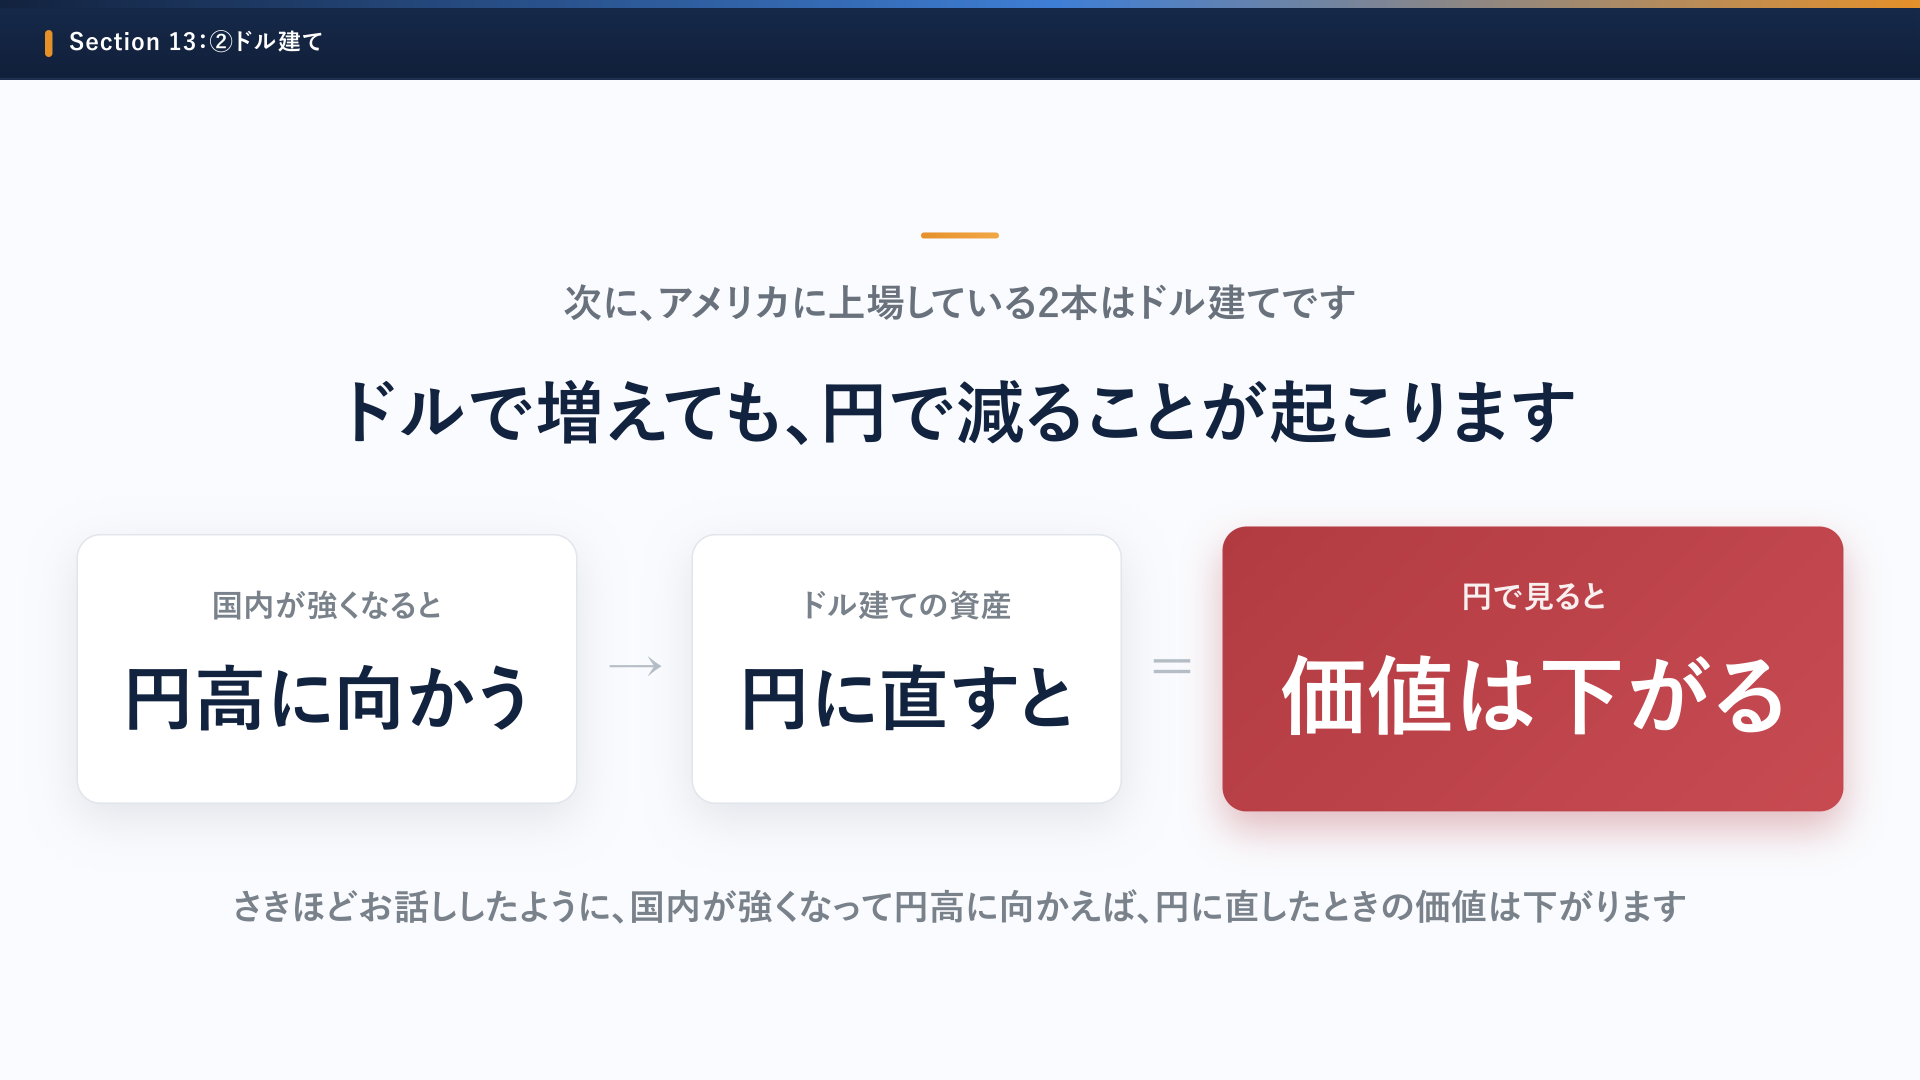 Section 13：②ドル建て
次に、アメリカに上場している2本はドル建てです
ドルで増えても、円で減ることが起こります
国内が強くなると
円高に向かう
→
ドル建ての資産
円に直すと
＝
円で見ると
価値は下がる
さきほどお話ししたように、国内が強くなって円高に向かえば、円に直したときの価値は下がります